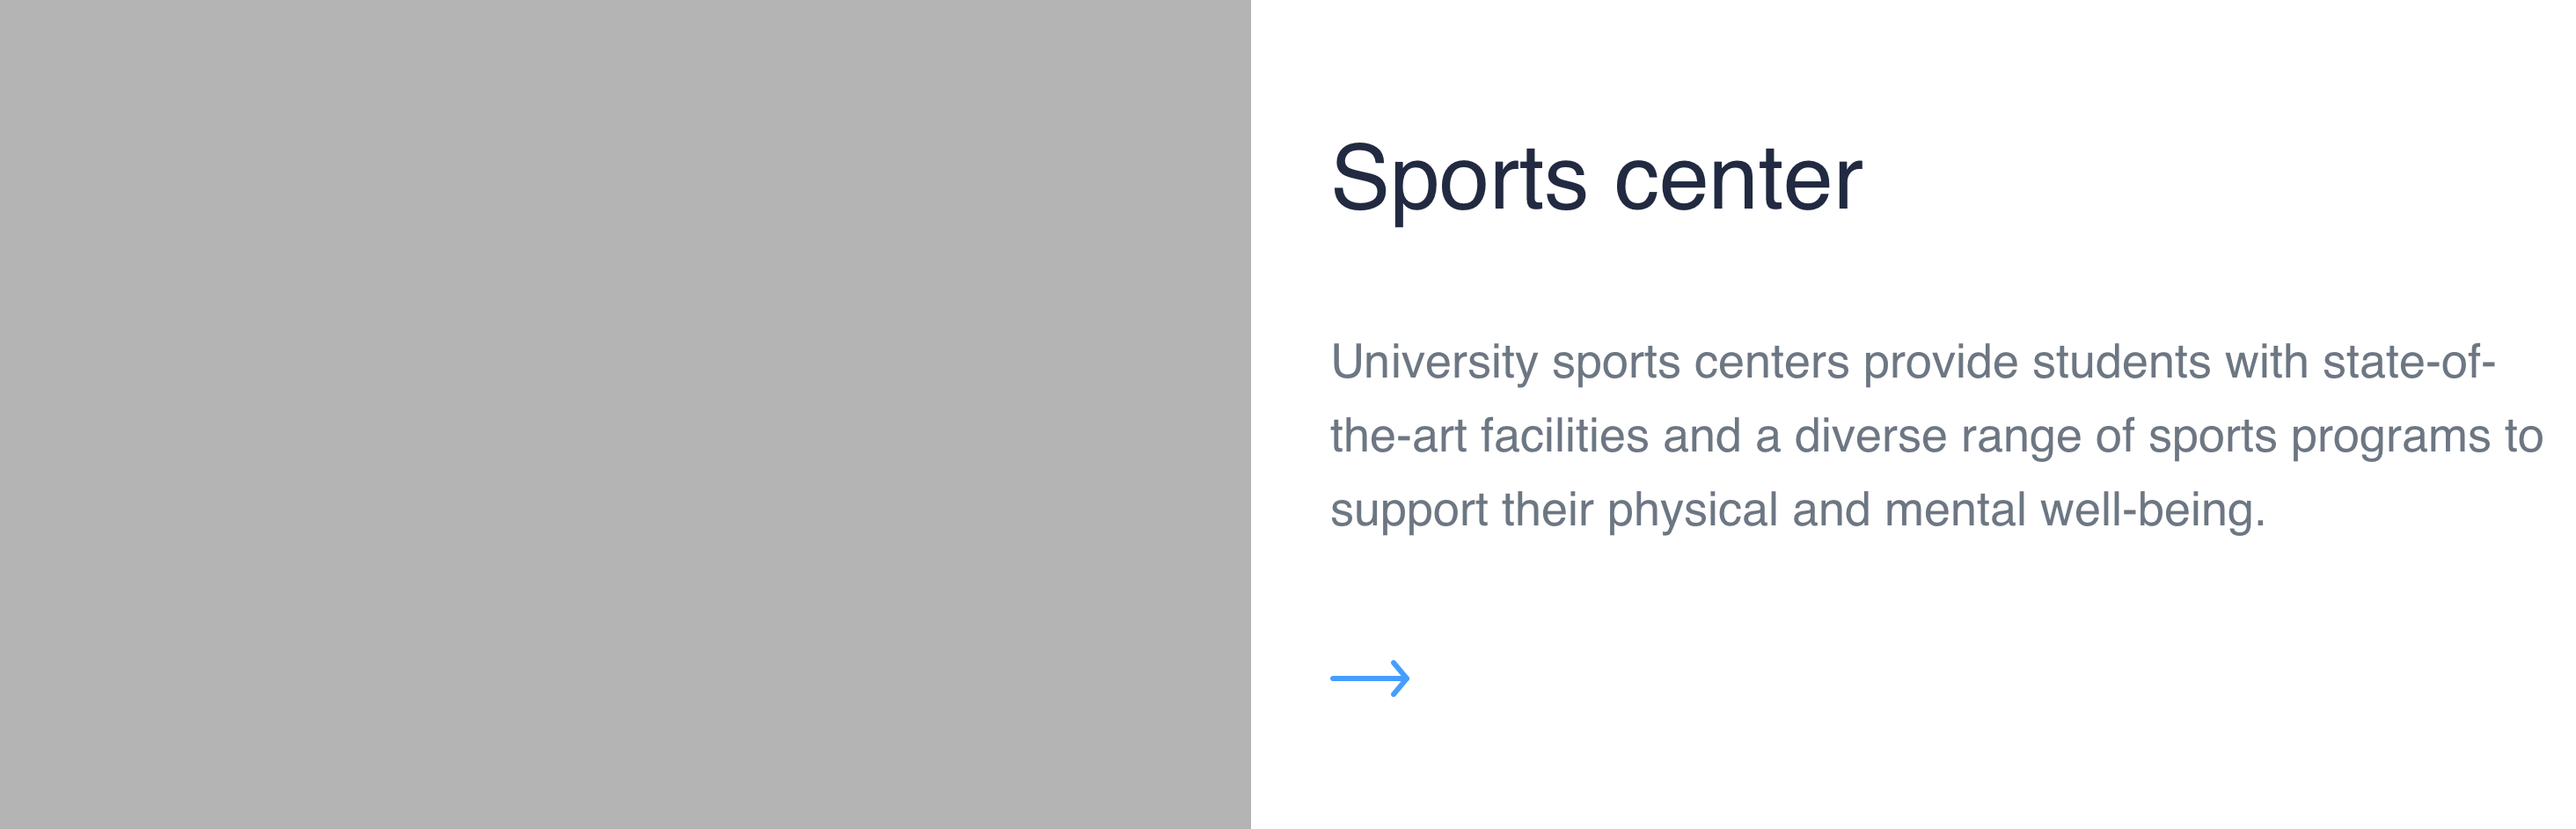 Sports center
University sports centers provide students with state-of-
the-art facilities and a diverse range of sports programs to
support their physical and mental well-being.